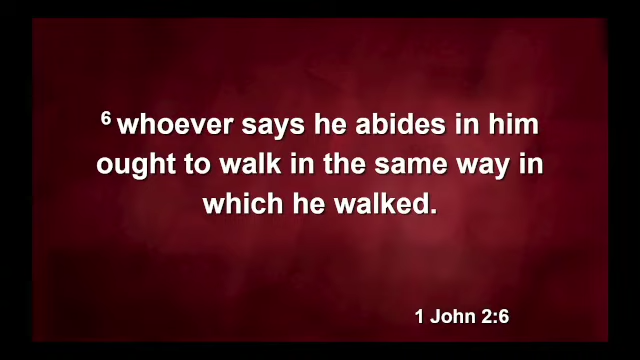 6 whoever says he abides in him
ought to walk in the same way in
which he walked.
1 John 2:6